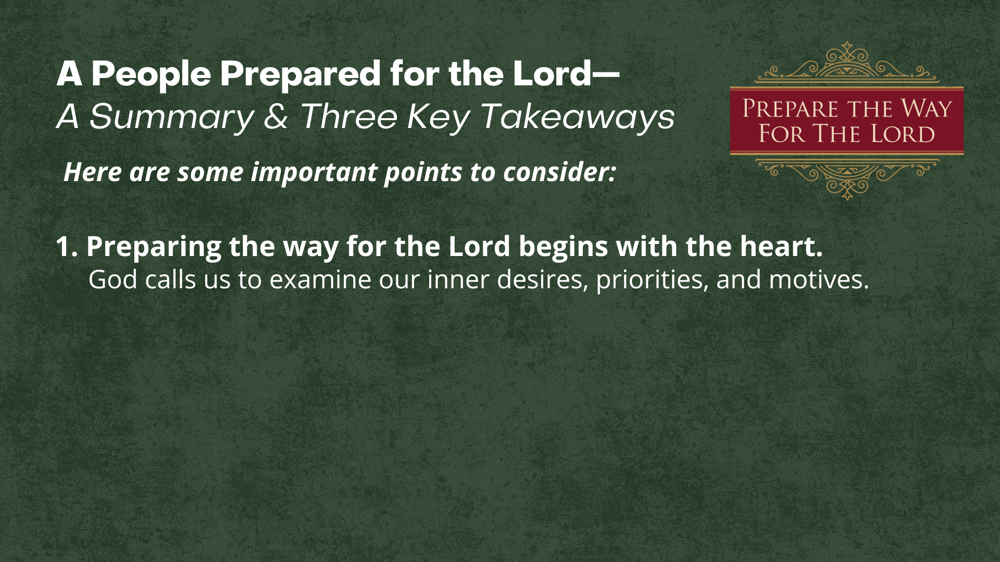 A People Prepared for the Lord—
A Summary & Three Key Takeaways
PREPARE THE WAY
FOR THE LORD
Here are some important points to consider:
1. Preparing the way for the Lord begins with the heart.
God calls us to examine our inner desires, priorities, and motives.